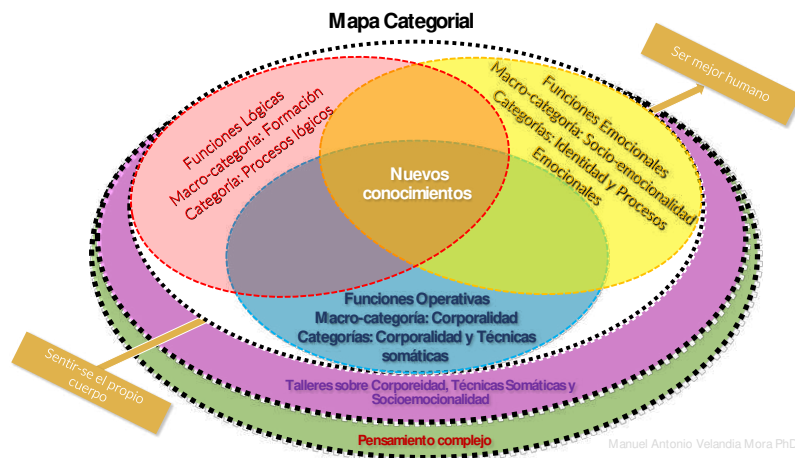 Mapa Categorial
Ser mejor humano
Funciones Lógicas
Macro-categoría: Formación
Categoría: Procesos lógicos
Funciones Emocionales
Macro-categoría: Socio-emocionalidad
Categorías: Identidad y Procesos
Emocionales
Nuevos
conocimientos
Funciones Operativas
Macro-categoría: Corporalidad
Categorías: Corporalidad y Técnicas
somáticas
Sentir-se el propio
cuerpo
Talleres sobre Corporeidad, Técnicas Somáticas y
Socioemocionalidad
Pensamiento complejo
Manuel Antonio Velandia Mora PhD